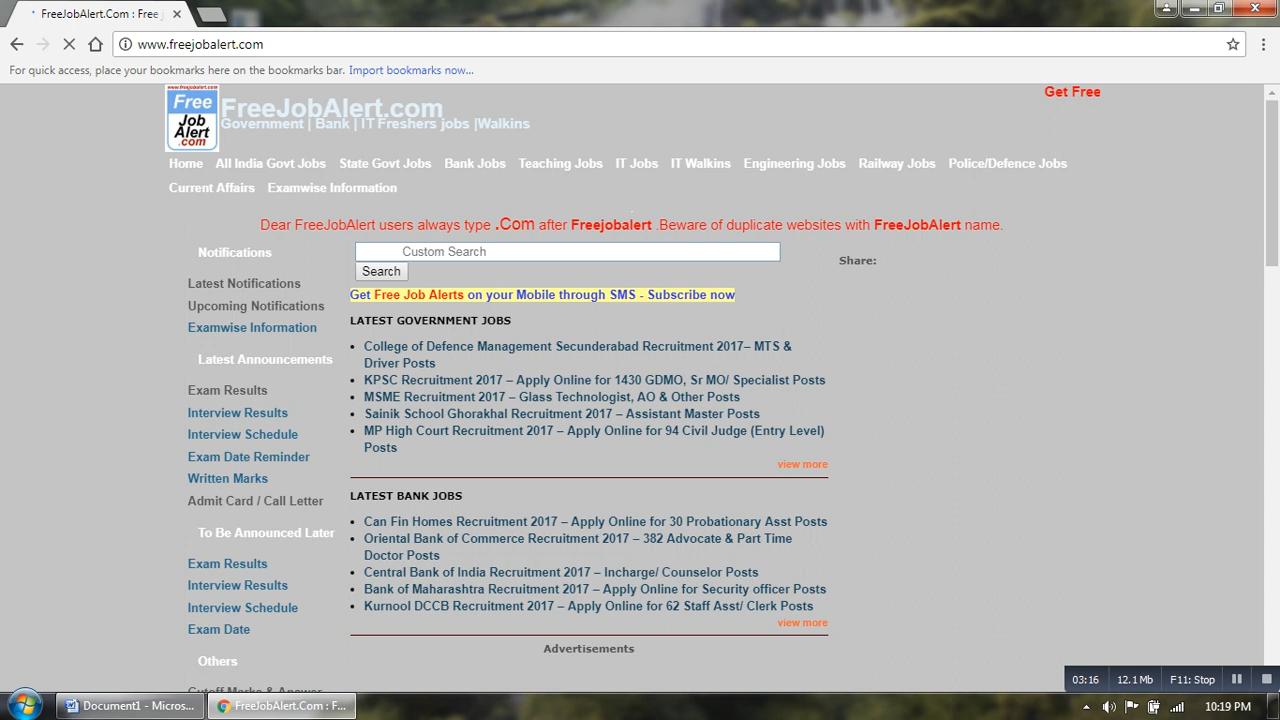 FreeJobAlert.Com : Free
www.freejobalert.com
For quick access, place your bookmarks here on the bookmarks bar. Import bookmarks now...
www.freejobalert.com
Free
Job
Alert
.com
FreeJobAlert.com
Government | Bank | IT Freshers jobs |Walkins
Get Free
Home All India Govt Jobs State Govt Jobs Bank Jobs Teaching Jobs IT Jobs IT Walkins Engineering Jobs Railway Jobs Police/Defence Jobs
Current Affairs Examwise Information
Dear FreeJobAlert users always type .Com after Freejobalert .Beware of duplicate websites with FreeJobAlert name.
Notifications
Latest Notifications
Upcoming Notifications
Examwise Information
Latest Announcements
Exam Results
Interview Results
Interview Schedule
Exam Date Reminder
Written Marks
Admit Card / Call Letter
To Be Announced Later
Exam Results
Interview Results
Interview Schedule
Exam Date
Others
Cutoff Marks & Answer
Custom Search
Search
Get Free Job Alerts on your Mobile through SMS - Subscribe now
LATEST GOVERNMENT JOBS
• College of Defence Management Secunderabad Recruitment 2017– MTS &
Driver Posts
• KPSC Recruitment 2017 – Apply Online for 1430 GDMO, Sr MO/ Specialist Posts
• MSME Recruitment 2017 – Glass Technologist, AO & Other Posts
• Sainik School Ghorakhal Recruitment 2017 – Assistant Master Posts
• MP High Court Recruitment 2017 – Apply Online for 94 Civil Judge (Entry Level)
Posts
view more
LATEST BANK JOBS
• Can Fin Homes Recruitment 2017 – Apply Online for 30 Probationary Asst Posts
• Oriental Bank of Commerce Recruitment 2017 – 382 Advocate & Part Time
Doctor Posts
• Central Bank of India Recruitment 2017 – Incharge/ Counselor Posts
• Bank of Maharashtra Recruitment 2017 – Apply Online for Security officer Posts
• Kurnool DCCB Recruitment 2017 – Apply Online for 62 Staff Asst/ Clerk Posts
view more
Advertisements
Share:
03:16 12.1 Mb F11: Stop
Document1 - Micros...
FreeJobAlert.Com : F...
10:19 PM